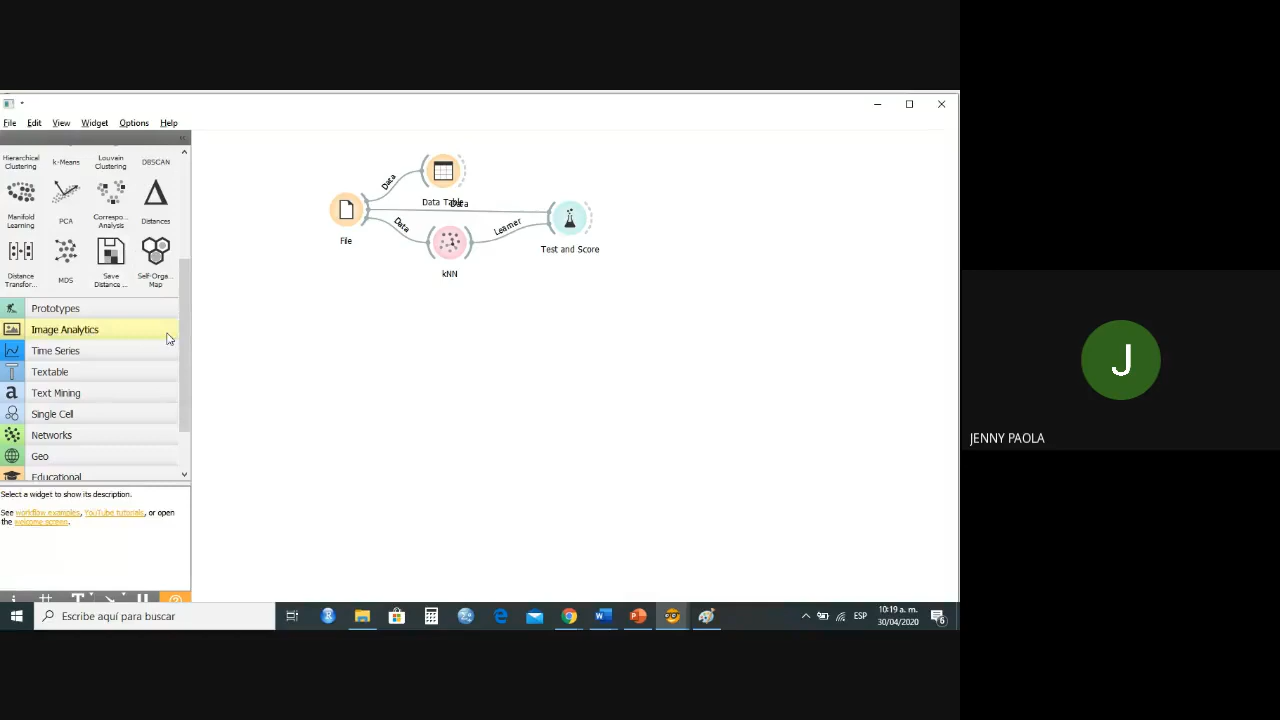 File Edit View Widget Options Help
Hierarchical Clustering
k-Means
Louvain Clustering
DBSCAN
Manifold Learning
PCA
Correspo... Analysis
Distances
Distance Transfor...
MDS
Save Distance ...
Self-Orga... Map
Prototypes
Image Analytics
Time Series
Textable
Text Mining
Single Cell
Networks
Geo
Educational
Select a widget to show its description.
See workflow examples, YouTube tutorials, or open
the welcome screen.
Data
Data Table
Data
File
Data
Learner
Test and Score
kNN
Escribe aquí para buscar
ESP
10:19 a. m.
30/04/2020
6
J
JENNY PAOLA